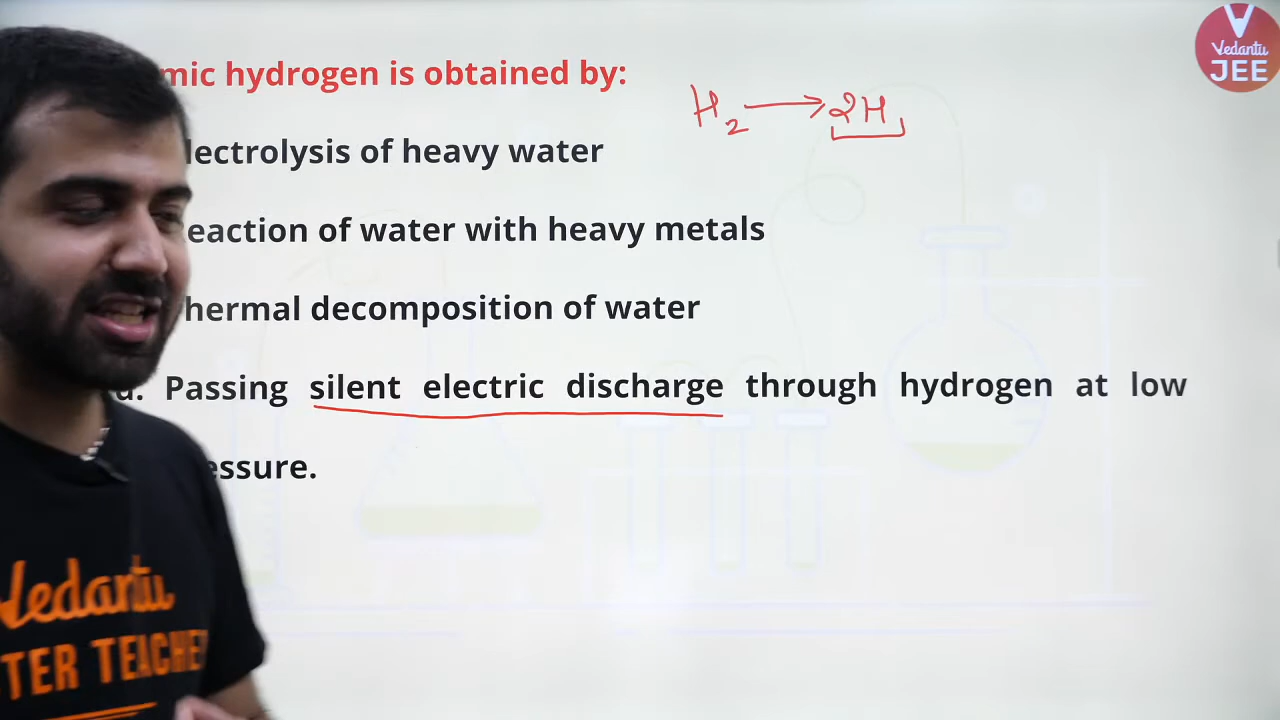 Vedantu
JEE
mic hydrogen is obtained by:
H2 → 2H
lectrolysis of heavy water
eaction of water with heavy metals
hermal decomposition of water
d. Passing silent electric discharge through hydrogen at low
essure.
Vedantu
TER TEACHER